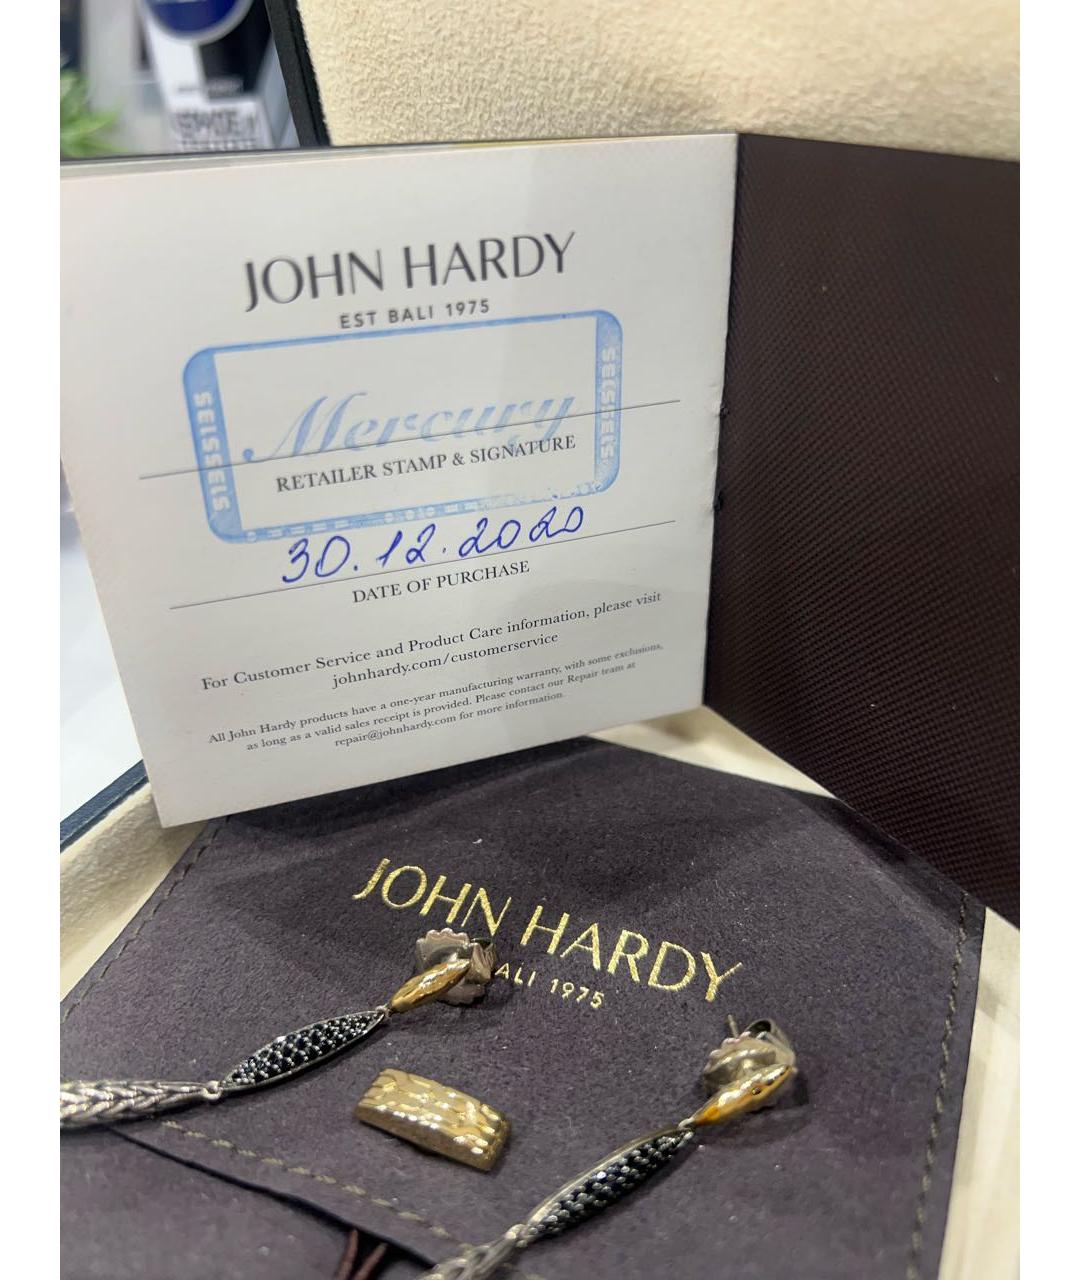 JOHN HARDY
EST BALI 1975
Mercury
RETAILER STAMP & SIGNATURE
30.12.2020
DATE OF PURCHASE
For Customer Service and Product Care information, please visit
johnhardy.com/customerservice
All John Hardy products have a one-year manufacturing warranty, with some exclusions,
as long as a valid sales receipt is provided. Please contact our Repair team at
repair@johnhardy.com for more information.
JOHN HARDY
ALI 1975